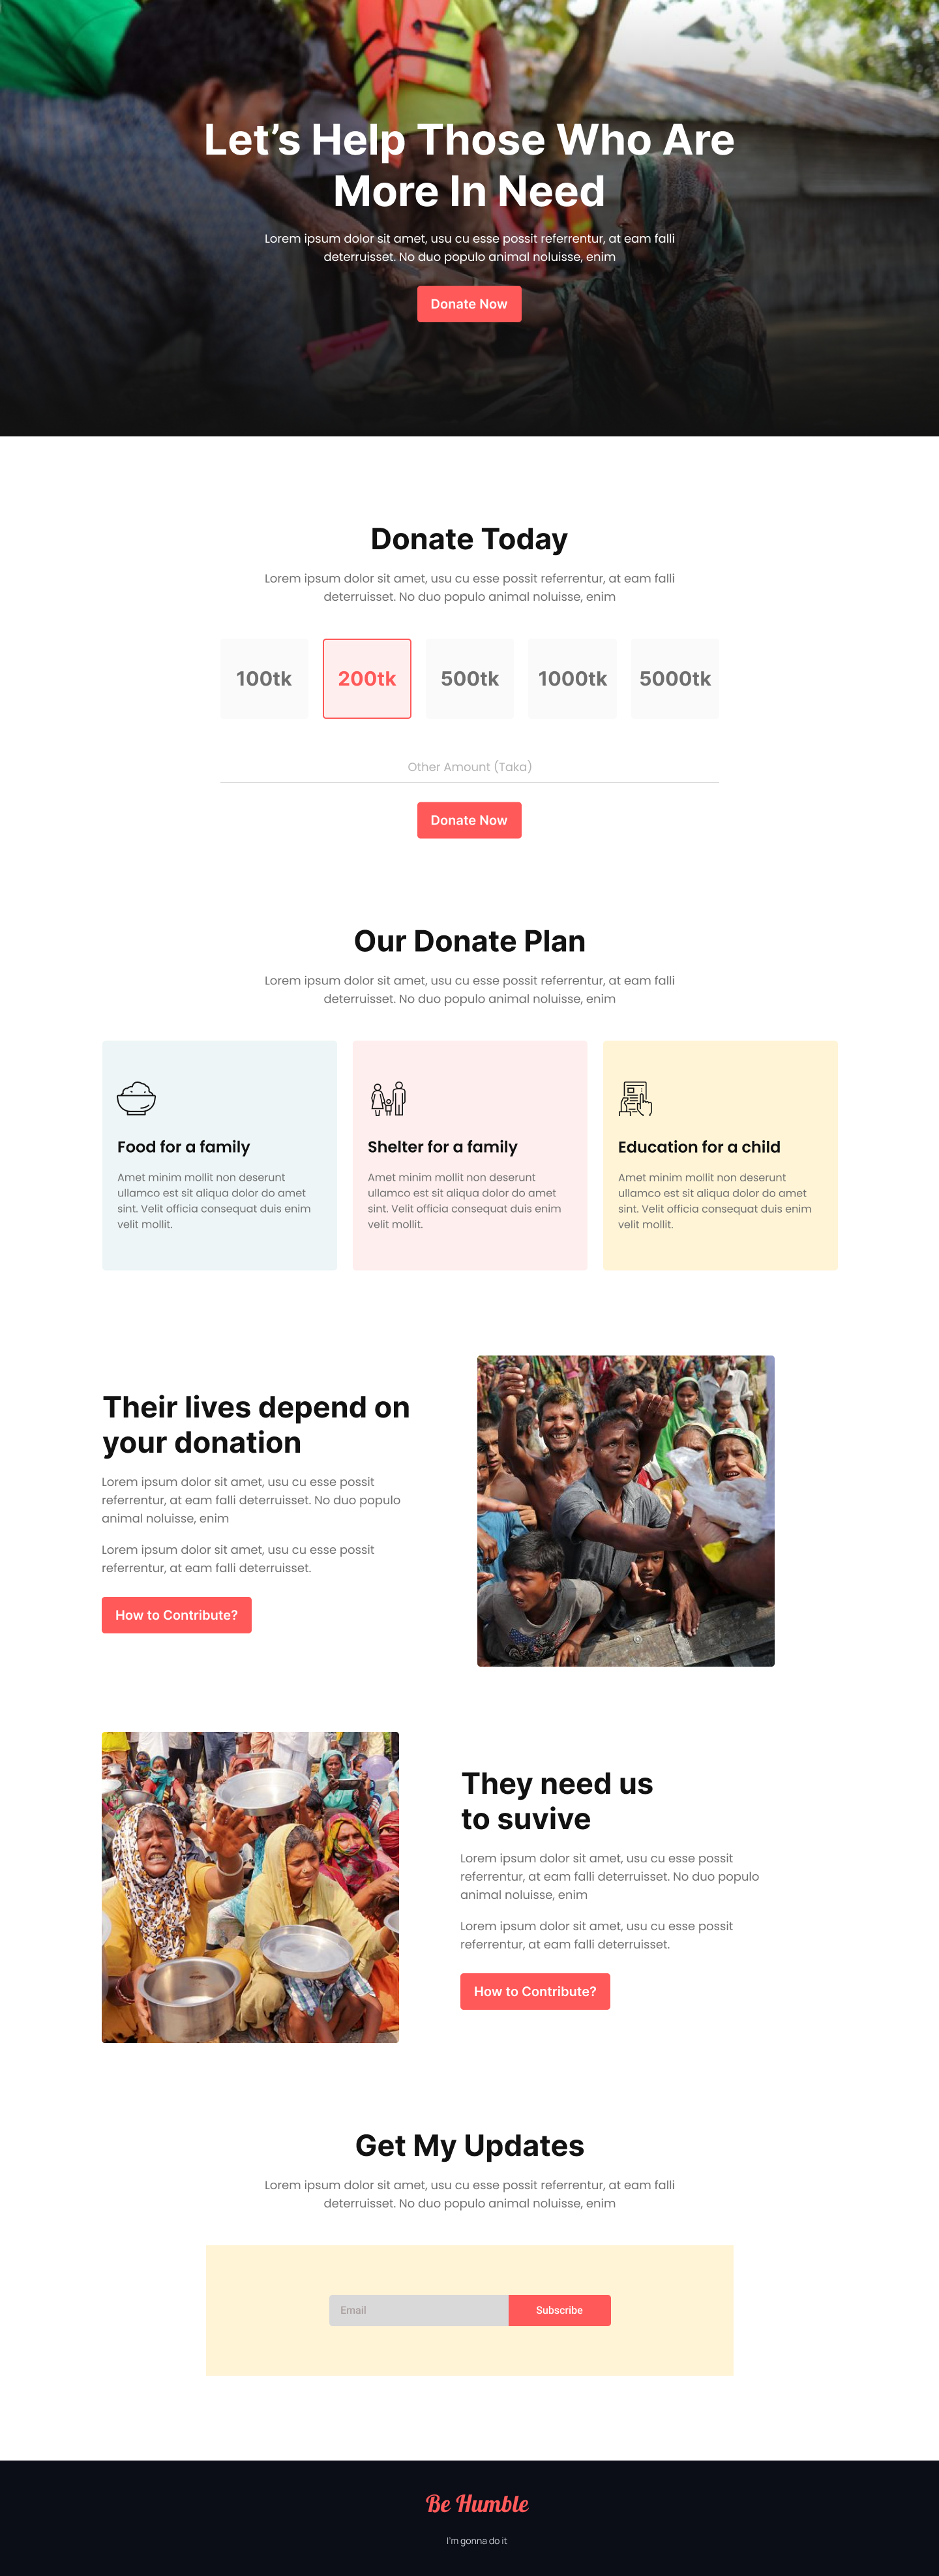 Let’s Help Those Who Are
More In Need
Lorem ipsum dolor sit amet, usu cu esse possit referrentur, at eam falli
deterruisset. No duo populo animal noluisse, enim
Donate Now
Donate Today
Lorem ipsum dolor sit amet, usu cu esse possit referrentur, at eam falli
deterruisset. No duo populo animal noluisse, enim
100tk
200tk
500tk
1000tk
5000tk
Other Amount (Taka)
Donate Now
Our Donate Plan
Lorem ipsum dolor sit amet, usu cu esse possit referrentur, at eam falli
deterruisset. No duo populo animal noluisse, enim
Food for a family
Amet minim mollit non deserunt
ullamco est sit aliqua dolor do amet
sint. Velit officia consequat duis enim
velit mollit.
Shelter for a family
Amet minim mollit non deserunt
ullamco est sit aliqua dolor do amet
sint. Velit officia consequat duis enim
velit mollit.
Education for a child
Amet minim mollit non deserunt
ullamco est sit aliqua dolor do amet
sint. Velit officia consequat duis enim
velit mollit.
Their lives depend on
your donation
Lorem ipsum dolor sit amet, usu cu esse possit
referrentur, at eam falli deterruisset. No duo populo
animal noluisse, enim
Lorem ipsum dolor sit amet, usu cu esse possit
referrentur, at eam falli deterruisset.
How to Contribute?
They need us
to suvive
Lorem ipsum dolor sit amet, usu cu esse possit
referrentur, at eam falli deterruisset. No duo populo
animal noluisse, enim
Lorem ipsum dolor sit amet, usu cu esse possit
referrentur, at eam falli deterruisset.
How to Contribute?
Get My Updates
Lorem ipsum dolor sit amet, usu cu esse possit referrentur, at eam falli
deterruisset. No duo populo animal noluisse, enim
Email
Subscribe
Be Humble
I'm gonna do it